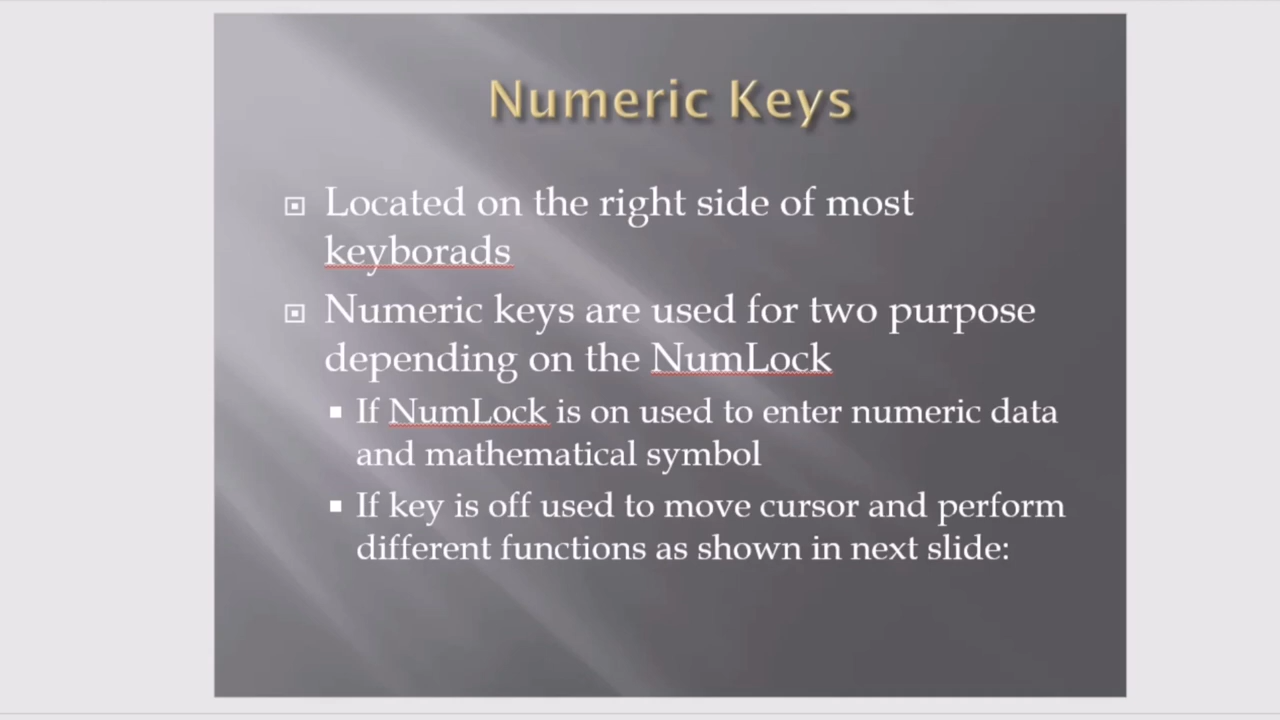 Numeric Keys
Located on the right side of most
keyborads
Numeric keys are used for two purpose
depending on the NumLock
If NumLock is on used to enter numeric data
and mathematical symbol
If key is off used to move cursor and perform
different functions as shown in next slide: